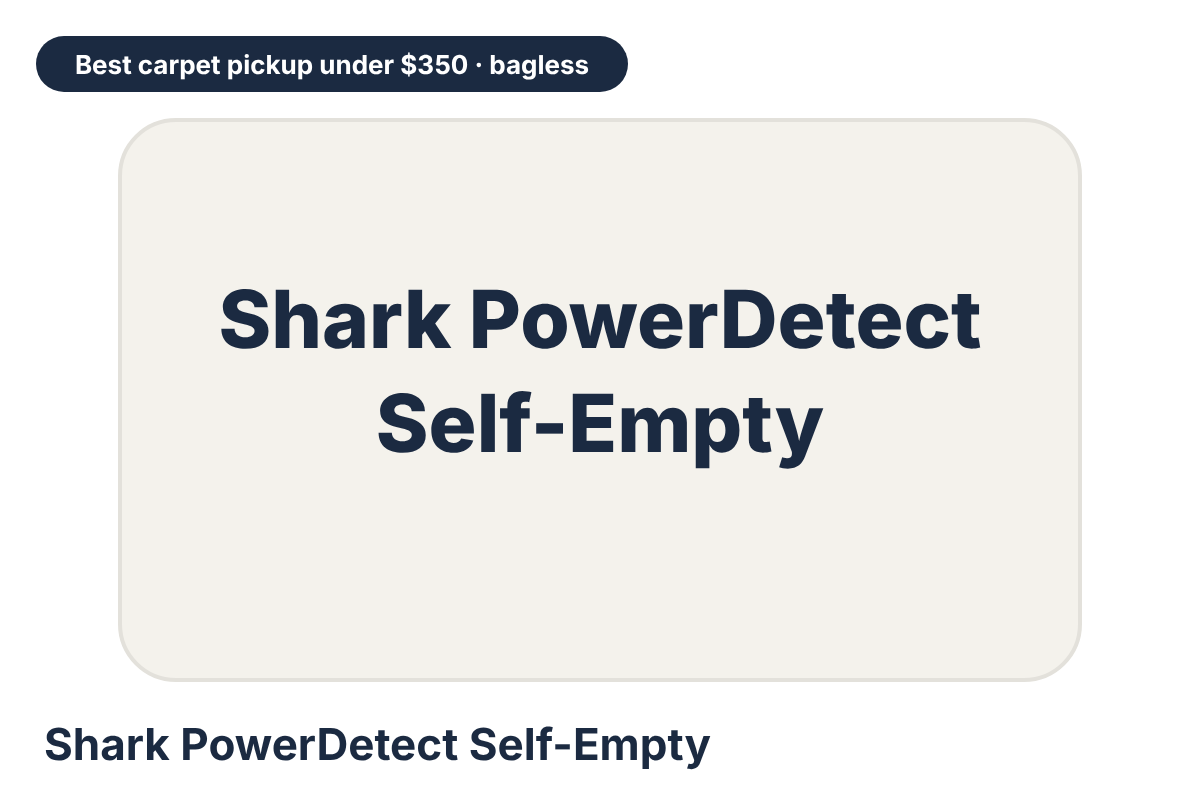 Best carpet pickup under $350 · bagless
Shark PowerDetect
Self-Empty
Shark PowerDetect Self-Empty